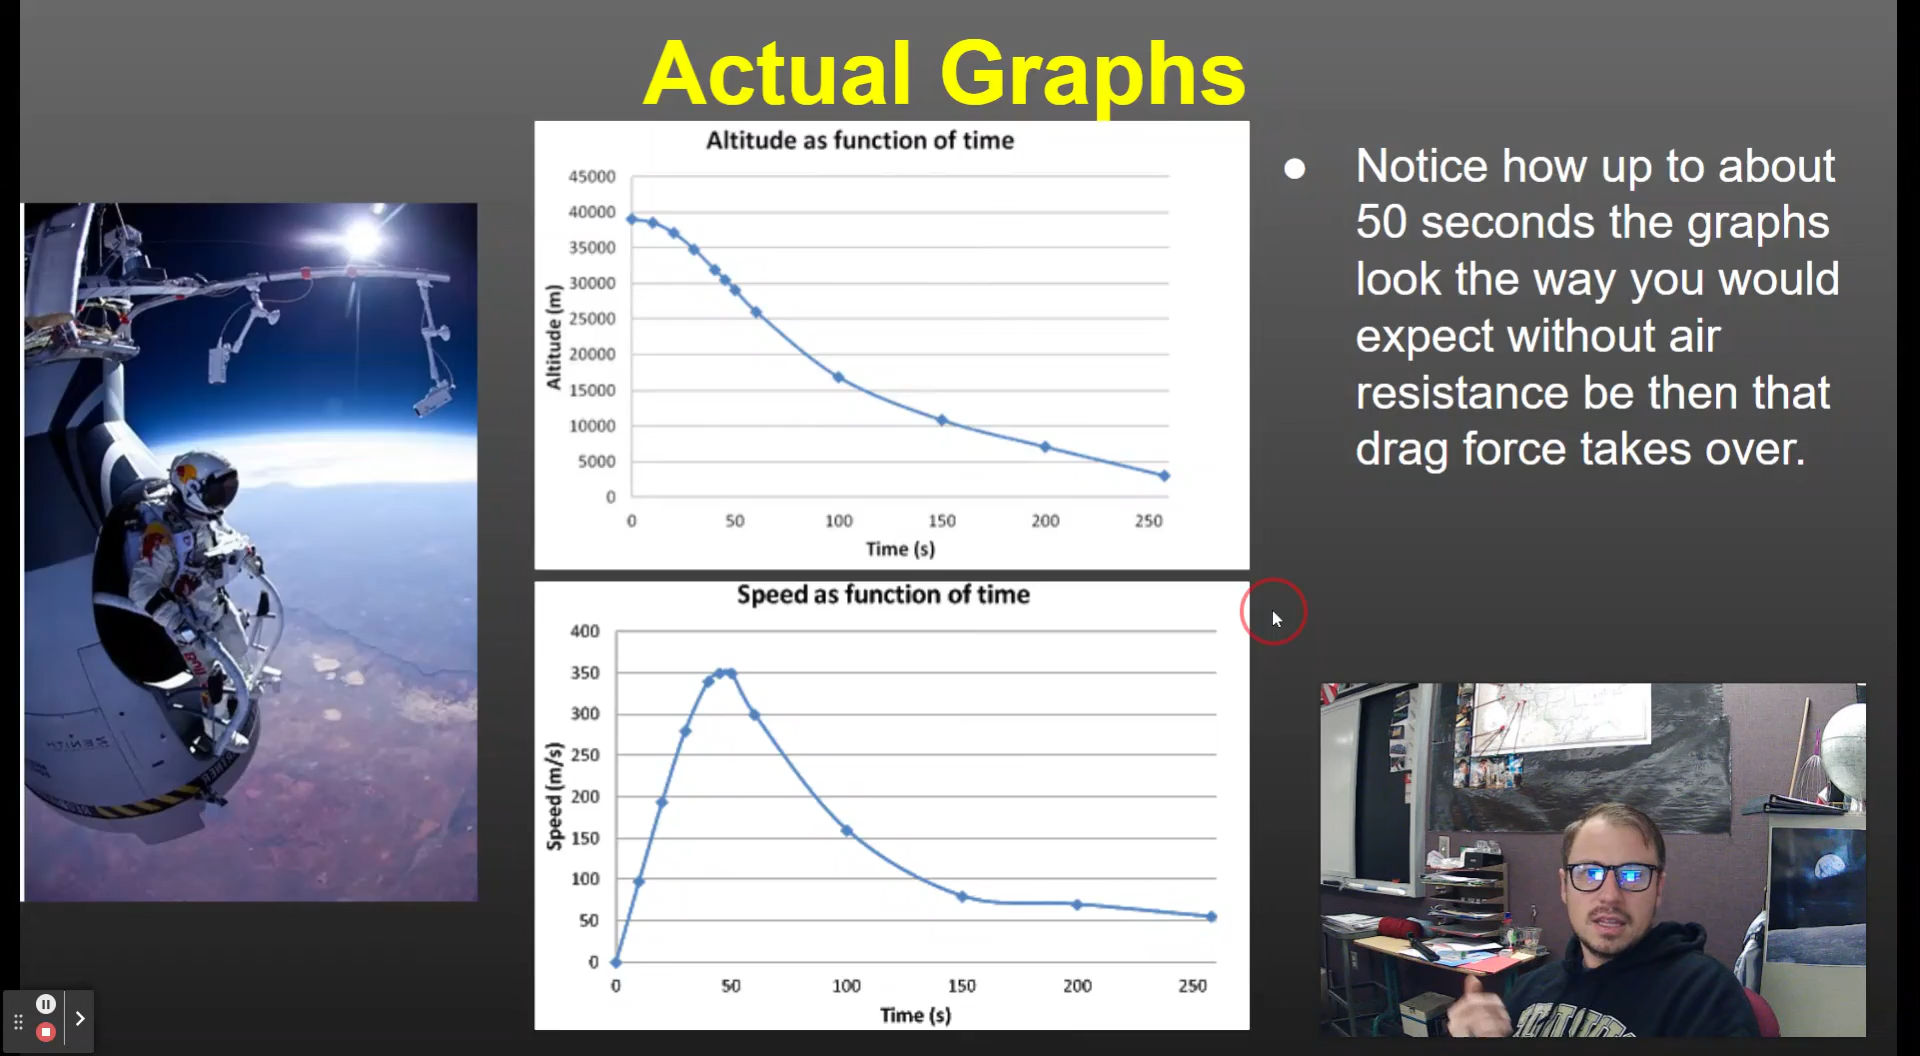 Actual Graphs
Altitude as function of time
45000
40000
35000
30000
25000
20000
15000
10000
5000
0
Altitude (m)
0 50 100 150 200 250
Time (s)
Speed as function of time
400
350
300
250
200
150
100
50
0
Speed (m/s)
0 50 100 150 200 250
Time (s)
● Notice how up to about
50 seconds the graphs
look the way you would
expect without air
resistance be then that
drag force takes over.
ZENITH